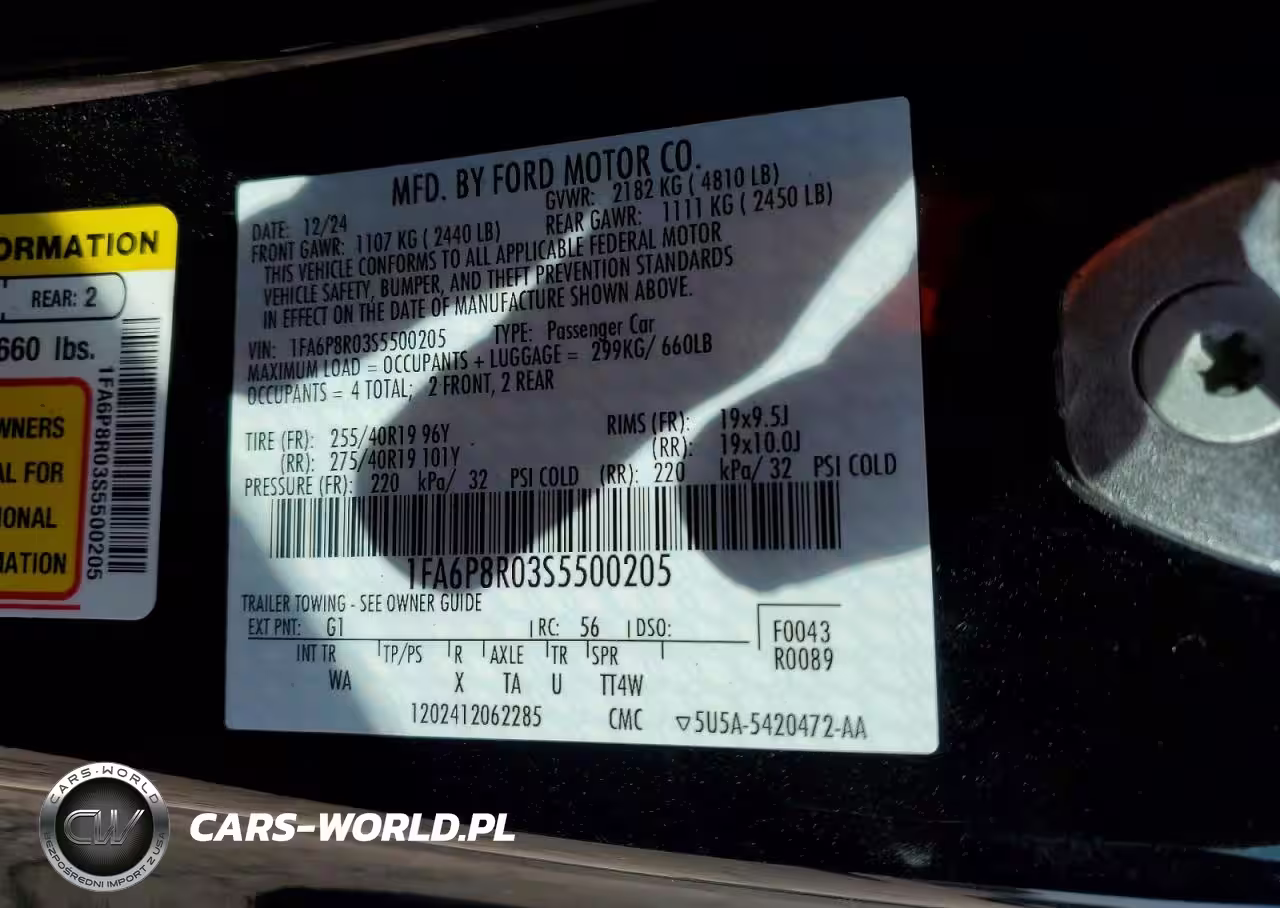 ORMATION
REAR: 2
660 lbs.
WNERS
AL FOR
IONAL
MATION
1FA6P8R03S5500205
MFD. BY FORD MOTOR CO.
DATE: 12/24 GVWR: 2182 KG ( 4810 LB)
FRONT GAWR: 1107 KG ( 2440 LB) REAR GAWR: 1111 KG ( 2450 LB)
THIS VEHICLE CONFORMS TO ALL APPLICABLE FEDERAL MOTOR
VEHICLE SAFETY, BUMPER, AND THEFT PREVENTION STANDARDS
IN EFFECT ON THE DATE OF MANUFACTURE SHOWN ABOVE.
VIN: 1FA6P8R03S5500205 TYPE: Passenger Car
MAXIMUM LOAD = OCCUPANTS + LUGGAGE = 299KG/ 660LB
OCCUPANTS = 4 TOTAL; 2 FRONT, 2 REAR
TIRE (FR): 255/40R19 96Y RIMS (FR): 19x9.5J
(RR): 275/40R19 101Y (RR): 19x10.0J
PRESSURE (FR): 220 kPa/ 32 PSI COLD (RR): 220 kPa/ 32 PSI COLD
1FA6P8R03S5500205
TRAILER TOWING - SEE OWNER GUIDE
EXT PNT: G1 RC: 56 DSO: F0043
INT TR TP/PS R AXLE TR SPR R0089
WA X TA U TT4W
1202412062285 CMC ▽5U5A-5420472-AA
CARS-WORLD
CW
BEZPOŚREDNI IMPORT Z USA
CARS-WORLD.PL